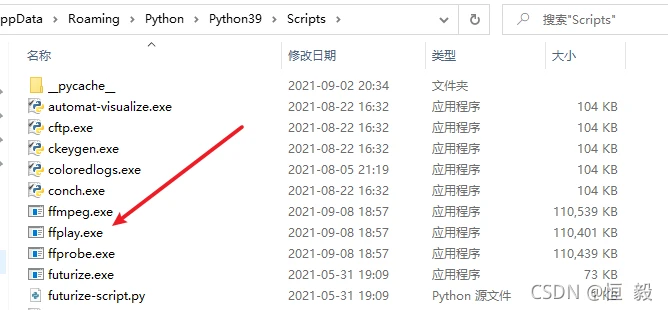 ppData › Roaming › Python › Python39 › Scripts › 搜索"Scripts"
名称 修改日期 类型 大小
__pycache__ 2021-09-02 20:34 文件夹
automat-visualize.exe 2021-08-22 16:32 应用程序 104 KB
cftp.exe 2021-08-22 16:32 应用程序 104 KB
ckeygen.exe 2021-08-22 16:32 应用程序 104 KB
coloredlogs.exe 2021-08-05 21:19 应用程序 104 KB
conch.exe 2021-08-22 16:32 应用程序 104 KB
ffmpeg.exe 2021-09-08 18:57 应用程序 110,539 KB
ffplay.exe 2021-09-08 18:57 应用程序 110,401 KB
ffprobe.exe 2021-09-08 18:57 应用程序 110,439 KB
futurize.exe 2021-05-31 19:09 应用程序 73 KB
futurize-script.py 2021-05-31 19:09 Python 源文件 1 KB
CSDN @恒 毅